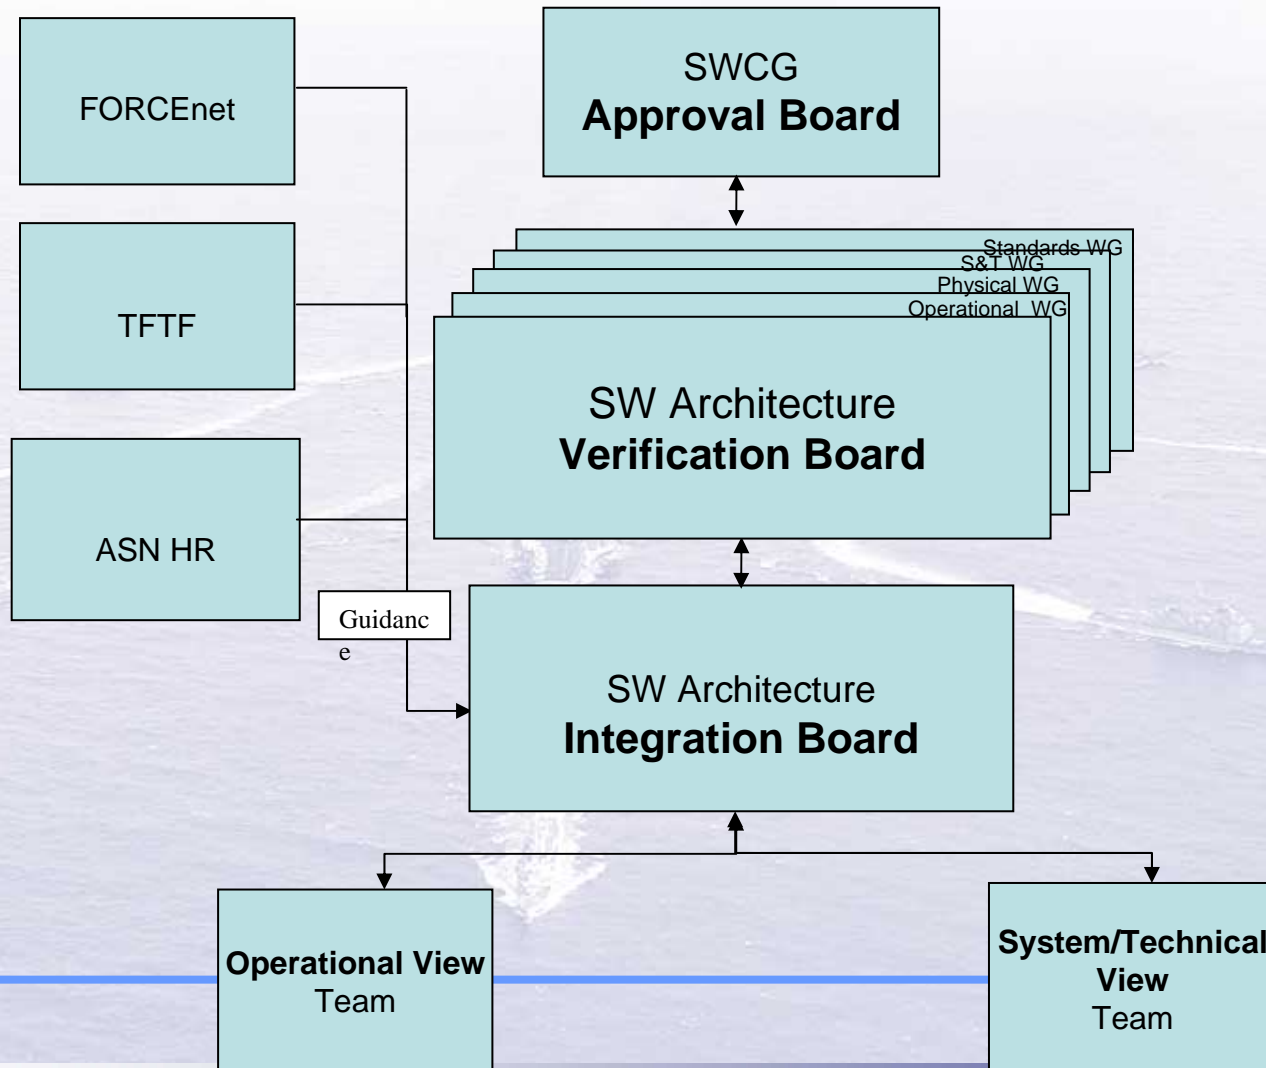 FORCEnet
SWCG
Approval Board
TFTF
Standards WG
S&T WG
Physical WG
Operational WG
SW Architecture
Verification Board
ASN HR
Guidanc
e
SW Architecture
Integration Board
Operational View
Team
System/Technical
View
Team